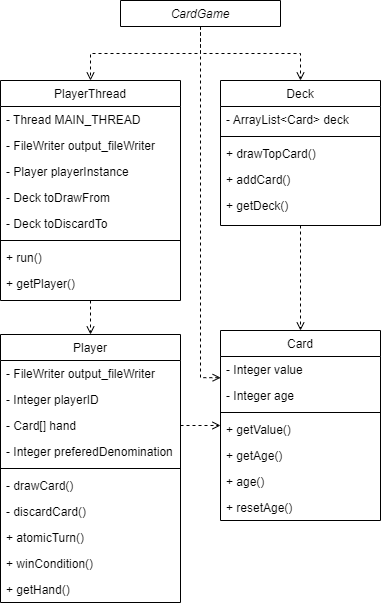 CardGame
PlayerThread
- Thread MAIN_THREAD
- FileWriter output_fileWriter
- Player playerInstance
- Deck toDrawFrom
- Deck toDiscardTo
+ run()
+ getPlayer()
Deck
- ArrayList<Card> deck
+ drawTopCard()
+ addCard()
+ getDeck()
Player
- FileWriter output_fileWriter
- Integer playerID
- Card[] hand
- Integer preferedDenomination
- drawCard()
- discardCard()
+ atomicTurn()
+ winCondition()
+ getHand()
Card
- Integer value
- Integer age
+ getValue()
+ getAge()
+ age()
+ resetAge()